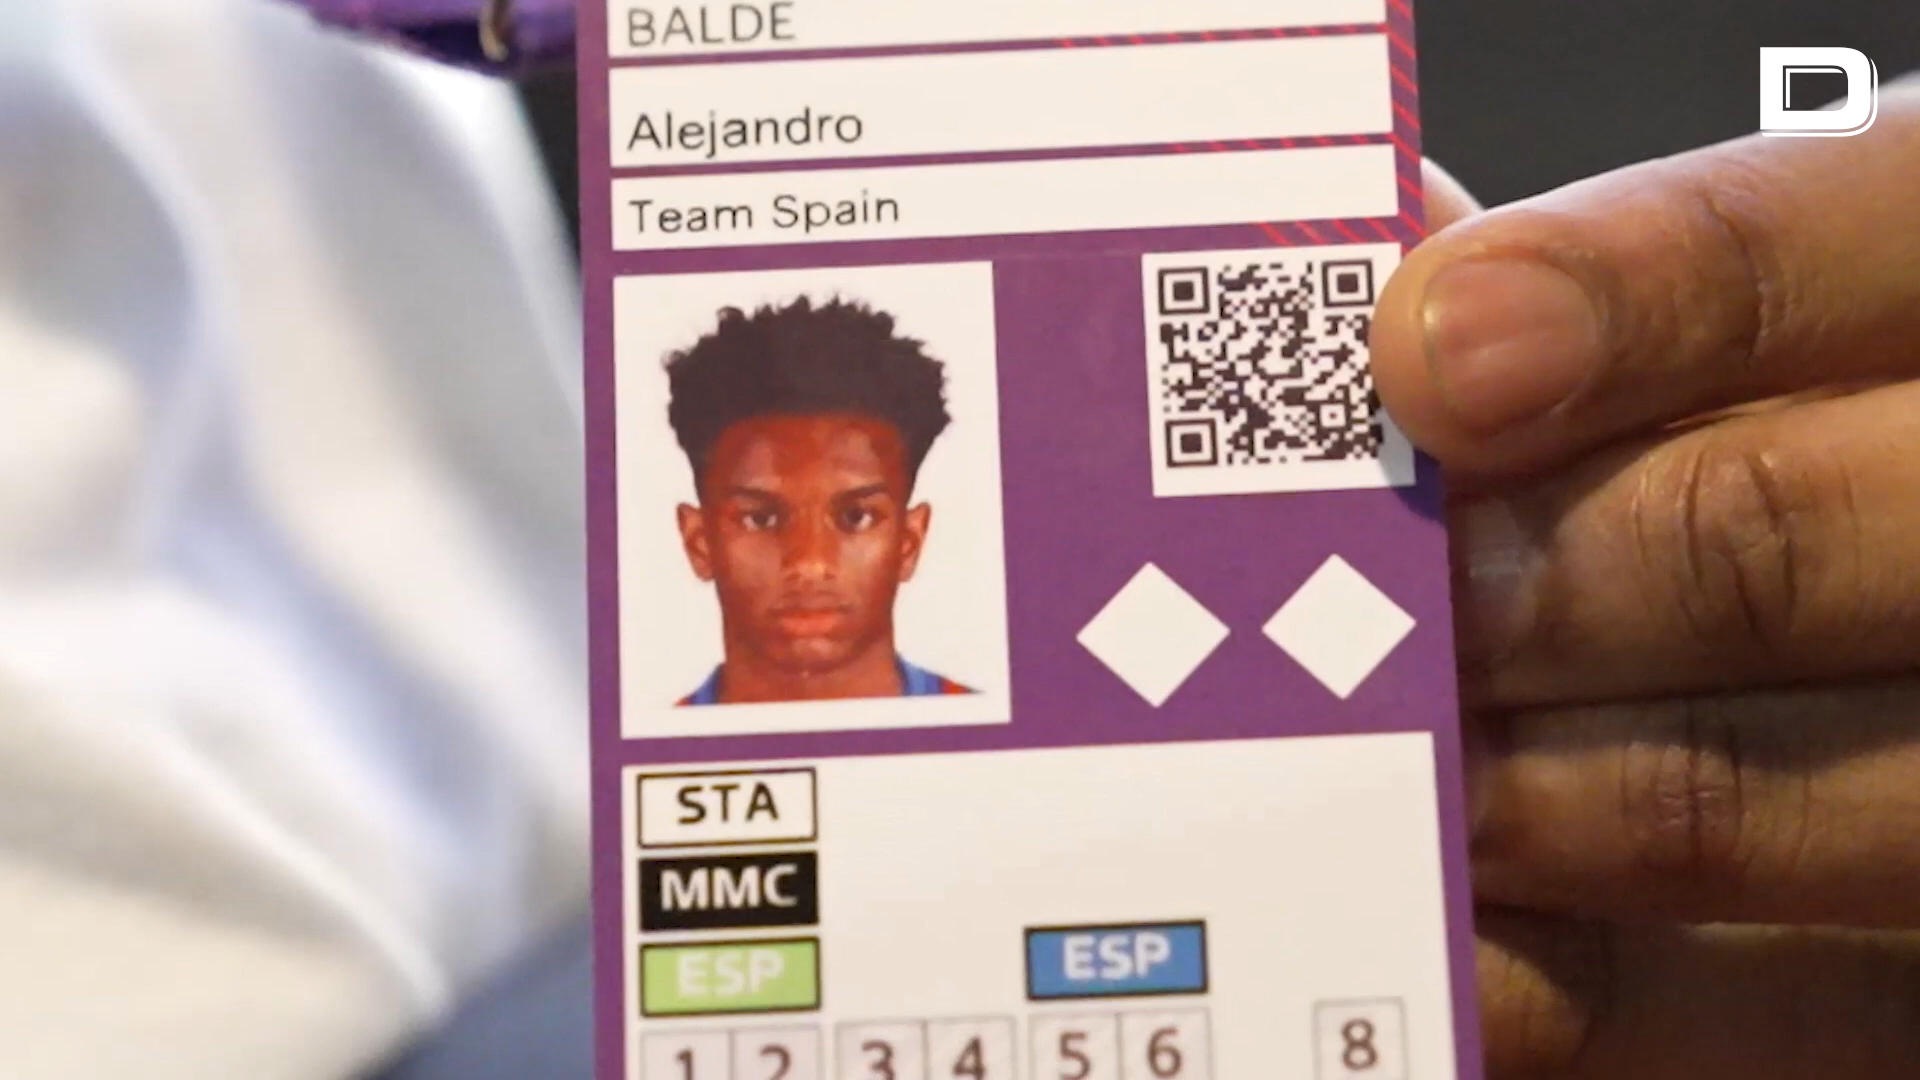 BALDE
Alejandro
Team Spain
D
STA
MMC
ESP
ESP
1 2 3 4 5 6 8